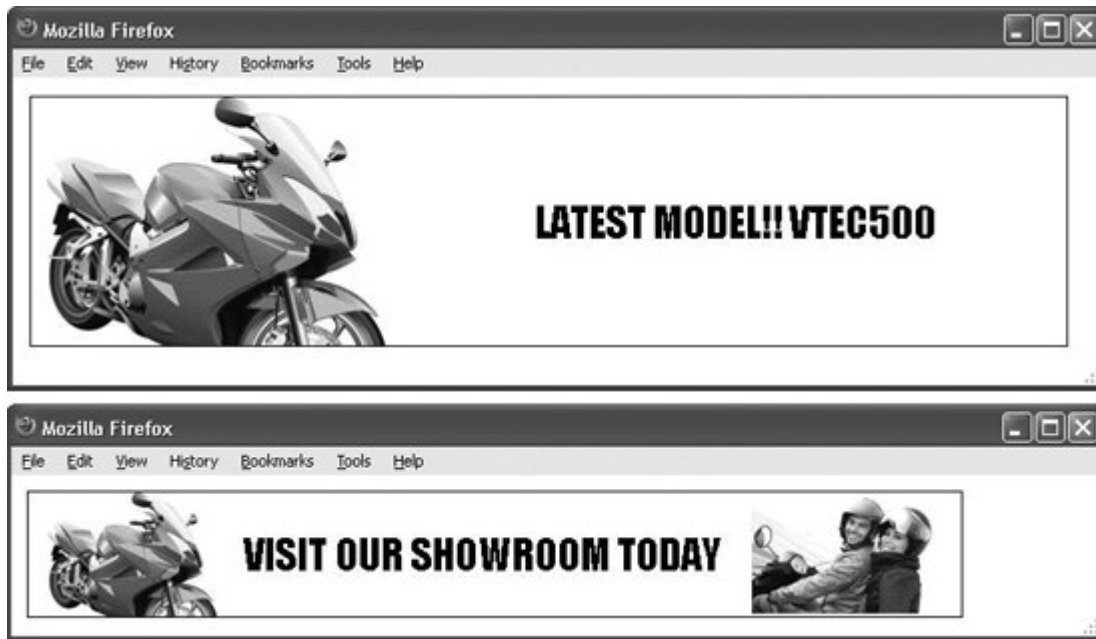 Mozilla Firefox
File Edit View History Bookmarks Tools Help
LATEST MODEL!! VTEC500
Mozilla Firefox
File Edit View History Bookmarks Tools Help
VISIT OUR SHOWROOM TODAY